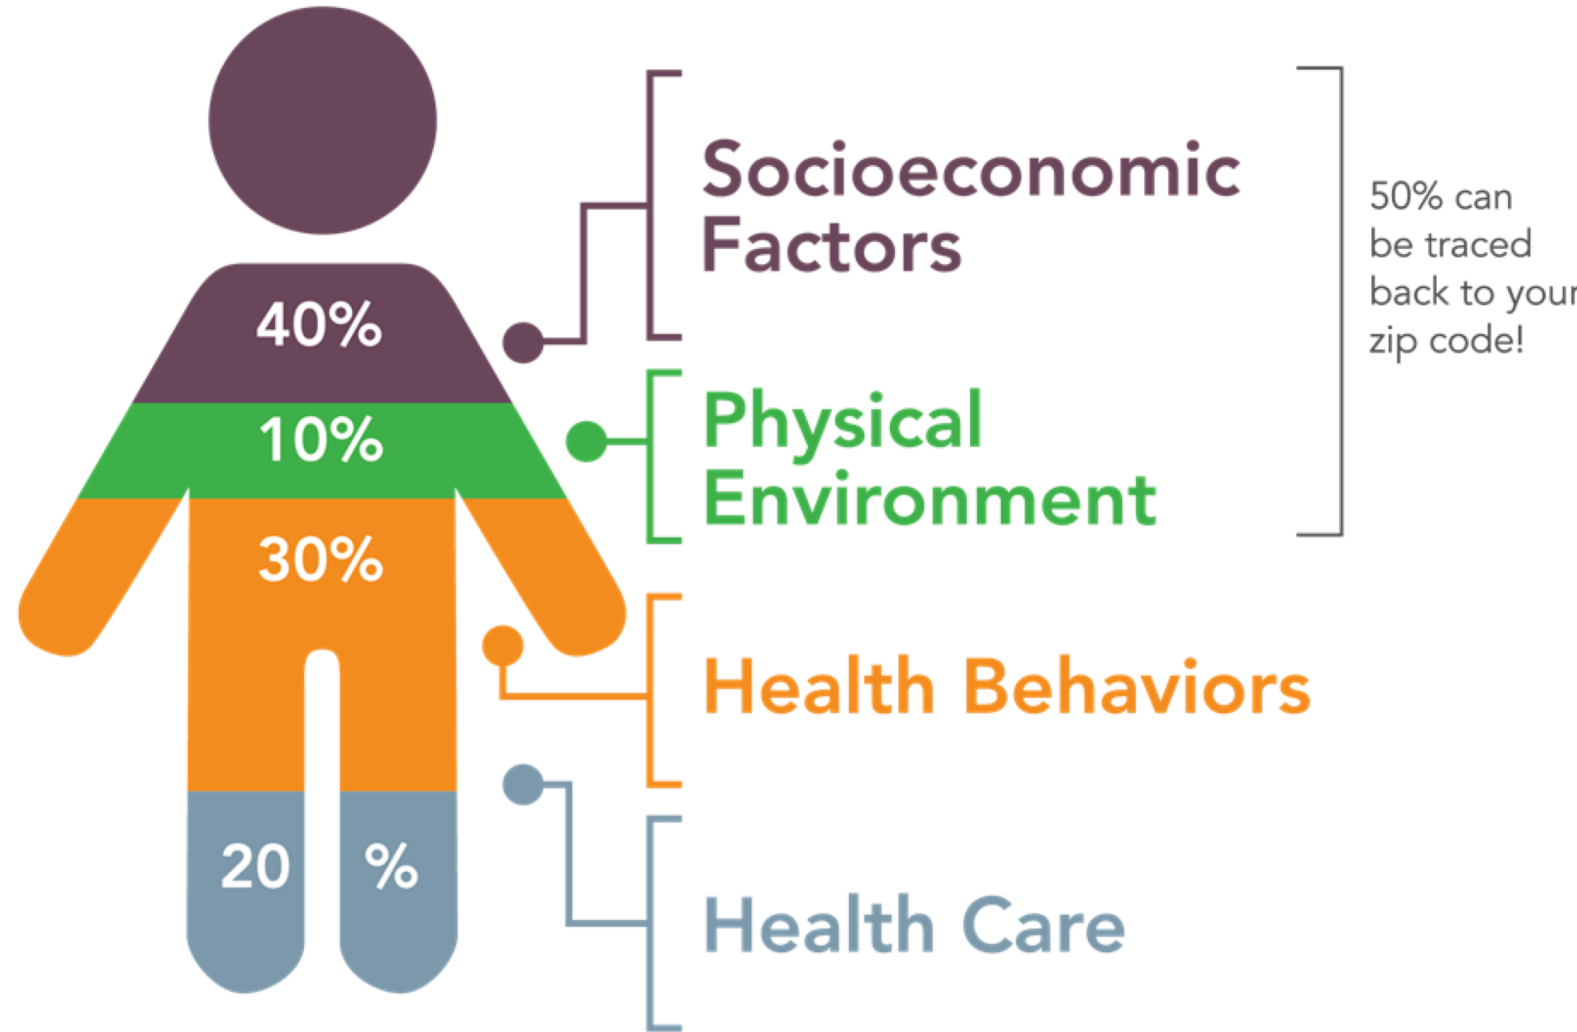 40%
10%
30%
20 %
Socioeconomic
Factors
Physical
Environment
Health Behaviors
Health Care
50% can
be traced
back to your
zip code!